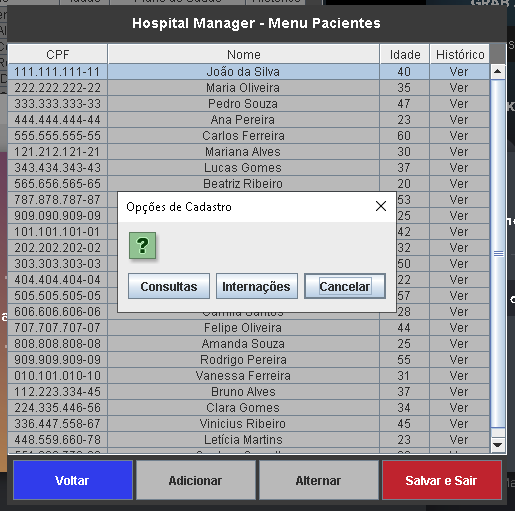 GRAB
Hospital Manager - Menu Pacientes
CPF Nome Idade Histórico
111.111.111-11 João da Silva 40 Ver
222.222.222-22 Maria Oliveira 35 Ver
333.333.333-33 Pedro Souza 47 Ver
444.444.444-44 Ana Pereira 23 Ver
555.555.555-55 Carlos Ferreira 60 Ver
121.212.121-21 Mariana Alves 30 Ver
343.434.343-43 Lucas Gomes 37 Ver
565.656.565-65 Beatriz Ribeiro 20 Ver
787.878.787-87 53 Ver
909.090.909-09 25 Ver
101.101.101-01 42 Ver
202.202.202-02 32 Ver
303.303.303-03 50 Ver
404.404.404-04 22 Ver
505.505.505-05 57 Ver
606.606.606-06 Camila Santos 28 Ver
707.707.707-07 Felipe Oliveira 44 Ver
808.808.808-08 Amanda Souza 25 Ver
909.909.909-09 Rodrigo Pereira 55 Ver
010.101.010-10 Vanessa Ferreira 31 Ver
112.223.334-45 Bruno Alves 37 Ver
224.335.446-56 Clara Gomes 34 Ver
336.447.558-67 Vinicius Ribeiro 45 Ver
448.559.660-78 Letícia Martins 23 Ver
Opções de Cadastro
?
Consultas Internações Cancelar
Voltar Adicionar Alternar Salvar e Sair